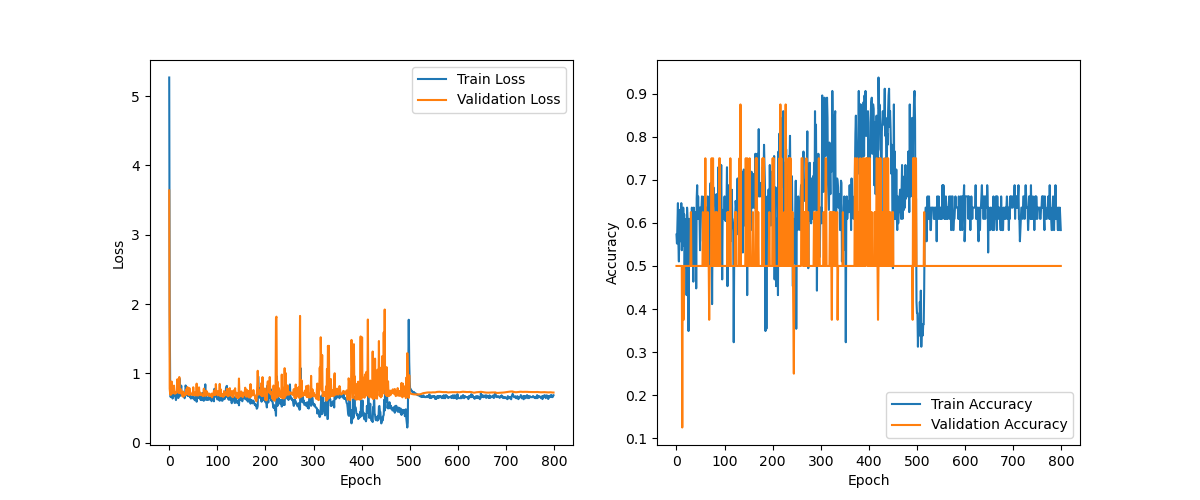 Train Loss
Validation Loss
5
4
3
2
1
0
Loss
0 100 200 300 400 500 600 700 800
Epoch
0.9
0.8
0.7
0.6
0.5
0.4
0.3
0.2
0.1
Accuracy
Train Accuracy
Validation Accuracy
0 100 200 300 400 500 600 700 800
Epoch